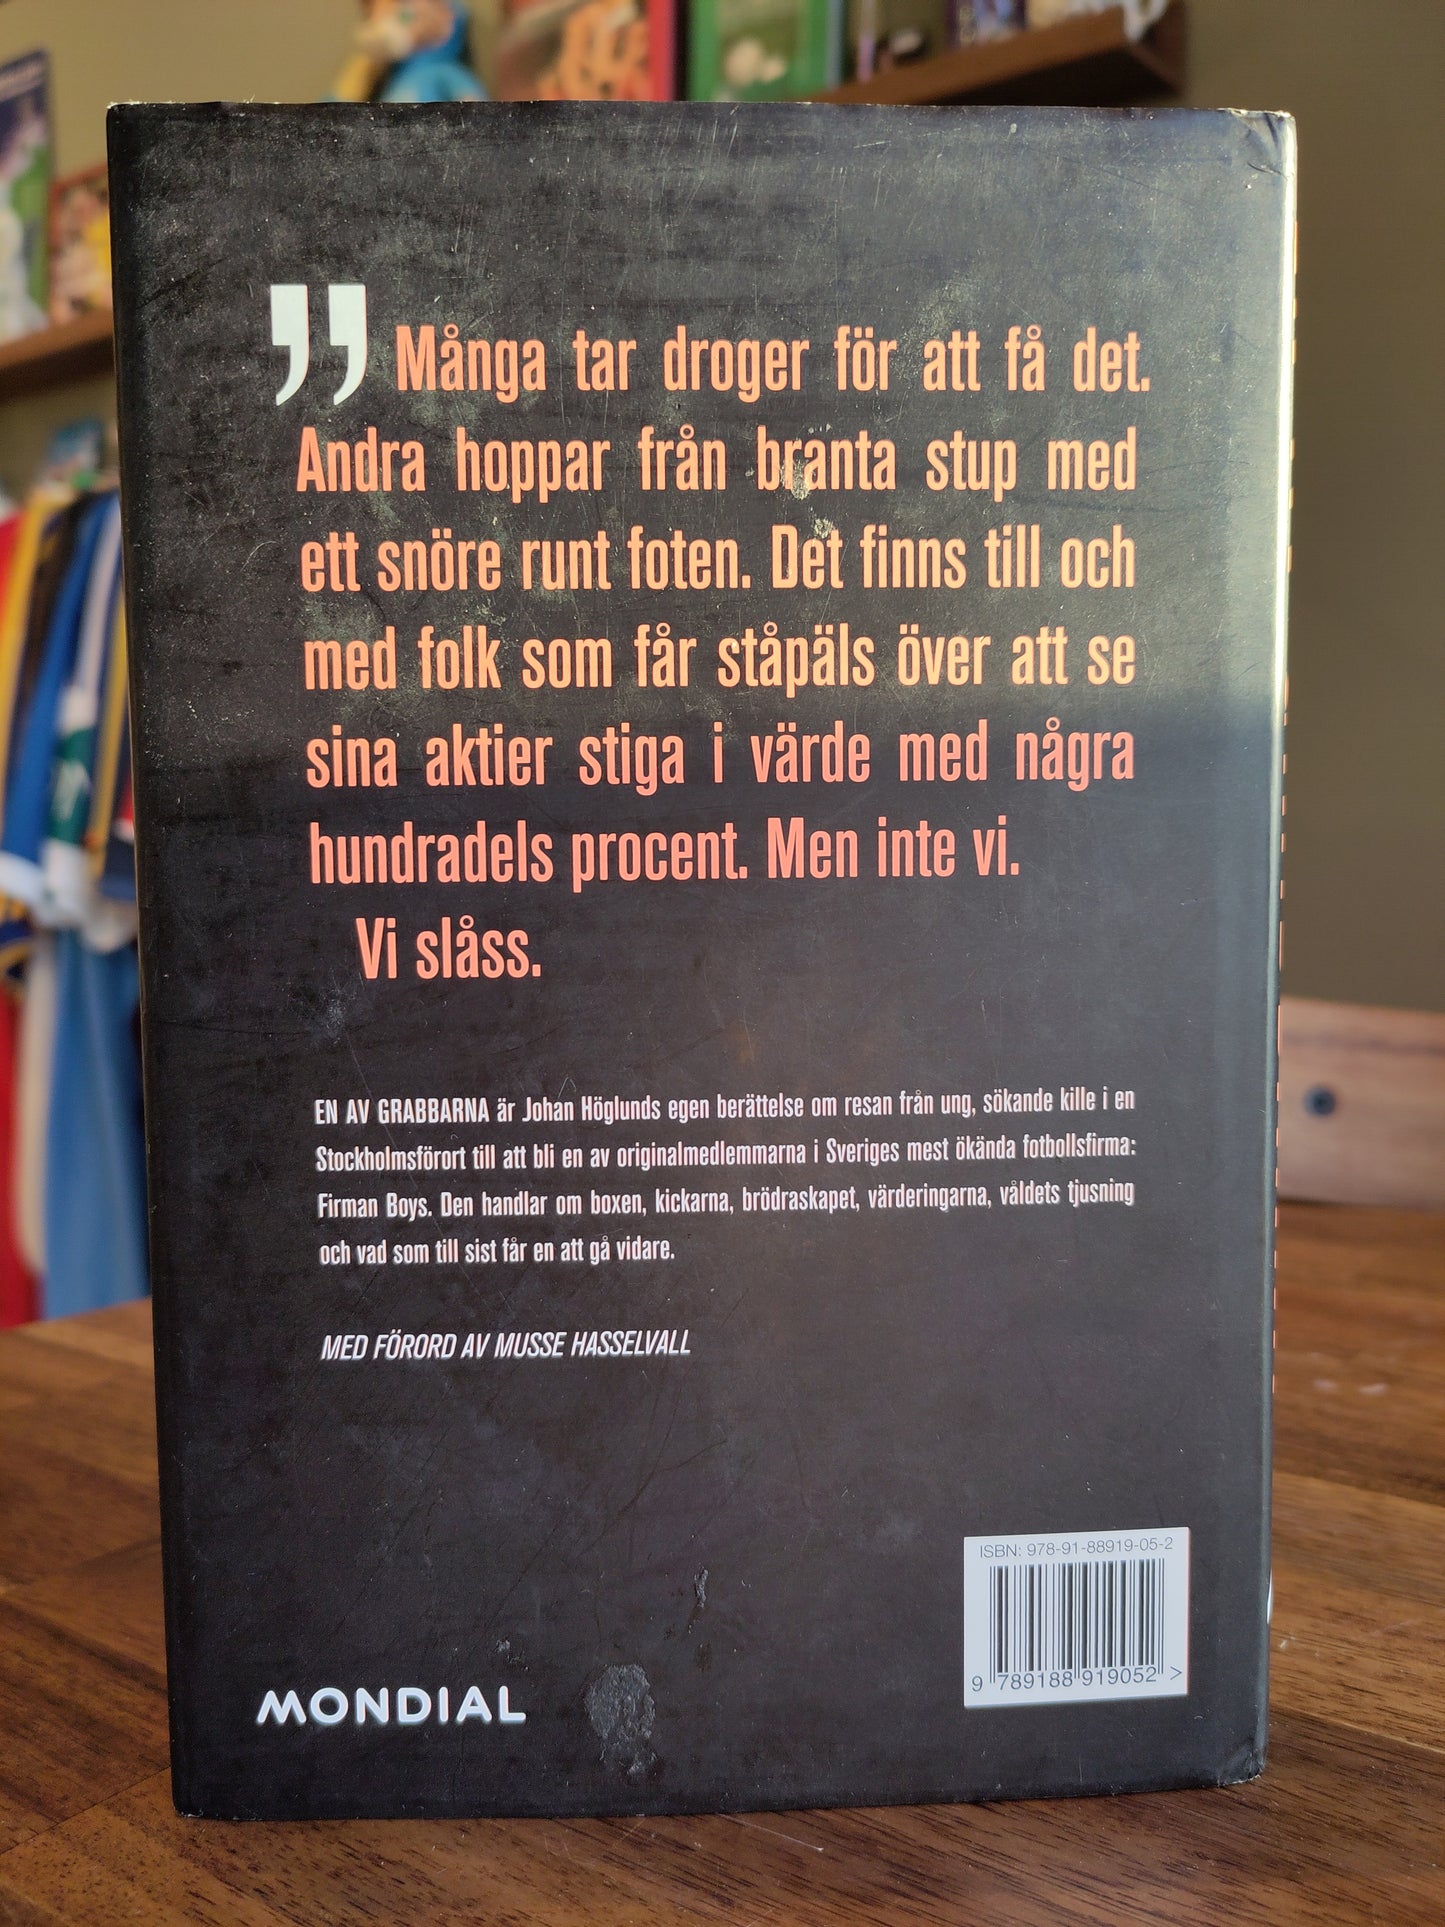 ” Många tar droger för att få det.
Andra hoppar från branta stup med
ett snöre runt foten. Det finns till och
med folk som får ståpäls över att se
sina aktier stiga i värde med några
hundradels procent. Men inte vi.
Vi slåss.
EN AV GRABBARNA är Johan Höglunds egen berättelse om resan från ung, sökande kille i en
Stockholmsförort till att bli en av originalmedlemmarna i Sveriges mest ökända fotbollsfirma:
Firman Boys. Den handlar om boxen, kickarna, brödraskapet, värderingarna, våldets tjusning
och vad som till sist får en att gå vidare.
MED FÖRORD AV MUSSE HASSELVALL
ISBN: 978-91-88919-05-2
9 789188 919052 >
MONDIAL